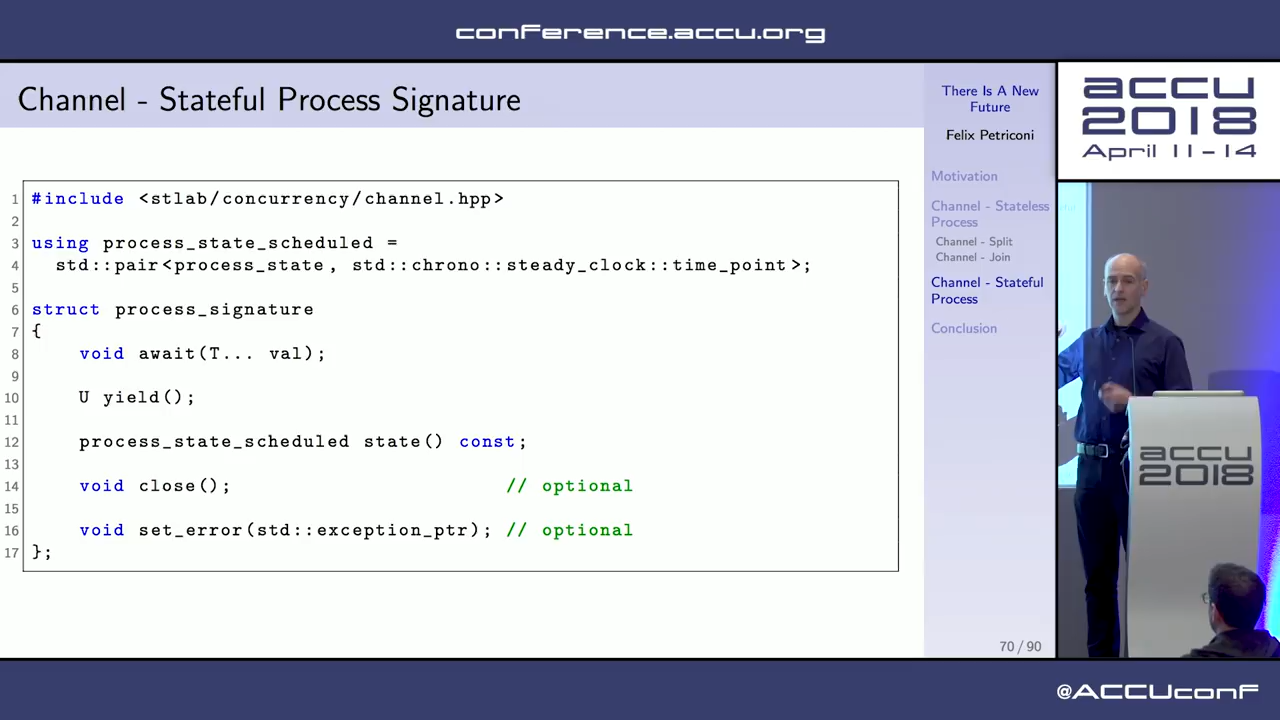 conference.accu.org
Channel - Stateful Process Signature
1 #include <stlab/concurrency/channel.hpp>
2
3 using process_state_scheduled =
4 std::pair<process_state, std::chrono::steady_clock::time_point>;
5
6 struct process_signature
7 {
8 void await(T... val);
9
10 U yield();
11
12 process_state_scheduled state() const;
13
14 void close(); // optional
15
16 void set_error(std::exception_ptr); // optional
17 };
There Is A New
Future
Felix Petriconi
Motivation
Channel - Stateless
Process
Channel - Split
Channel - Join
Channel - Stateful
Process
Conclusion
70 / 90
accu
2018
April 11-14
accu
2018
@ACCUconf